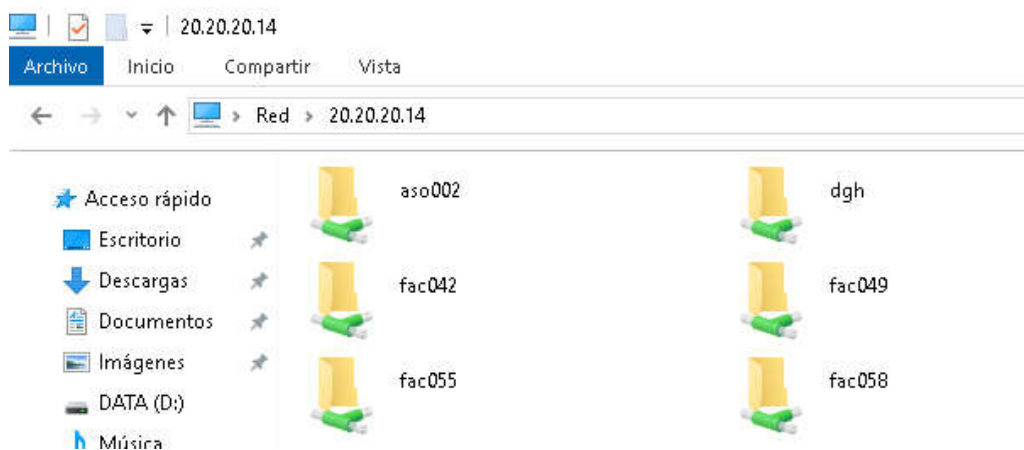 20.20.20.14
Archivo Inicio Compartir Vista
Red > 20.20.20.14
Acceso rápido
Escritorio
Descargas
Documentos
Imágenes
DATA (D:)
Música
aso002 dgh
fac042 fac049
fac055 fac058